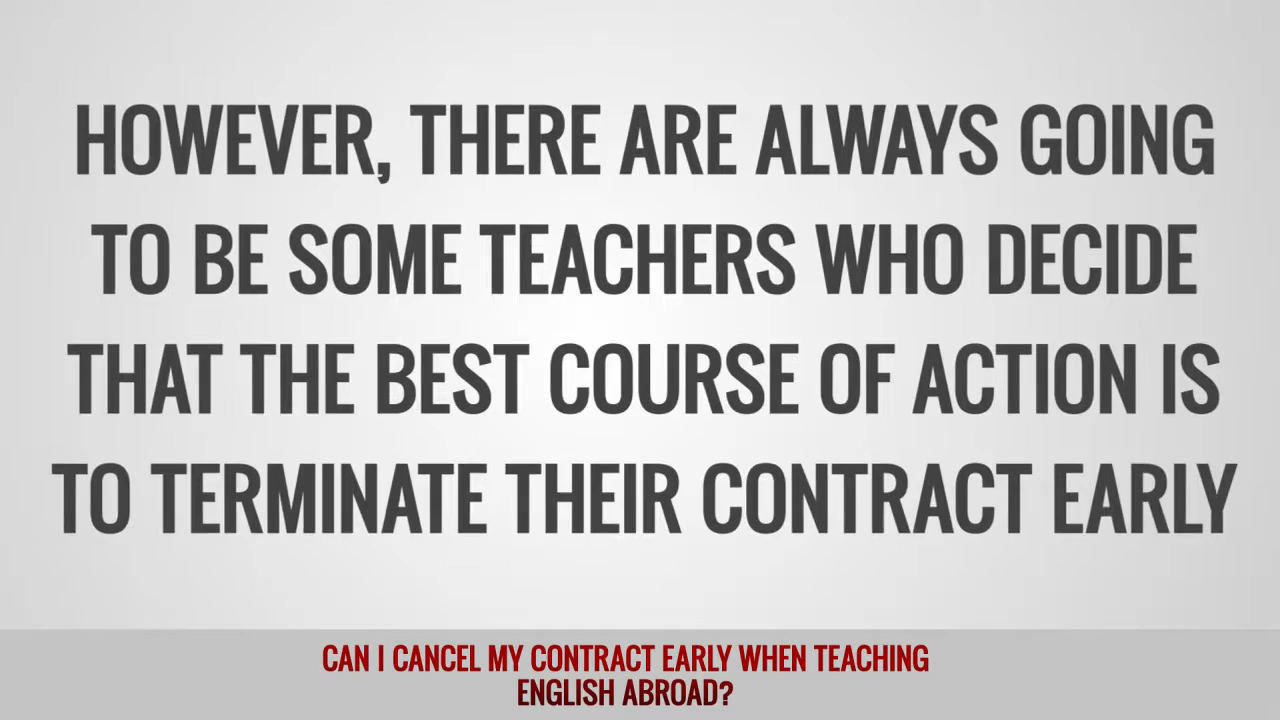 HOWEVER, THERE ARE ALWAYS GOING
TO BE SOME TEACHERS WHO DECIDE
THAT THE BEST COURSE OF ACTION IS
TO TERMINATE THEIR CONTRACT EARLY
CAN I CANCEL MY CONTRACT EARLY WHEN TEACHING
ENGLISH ABROAD?